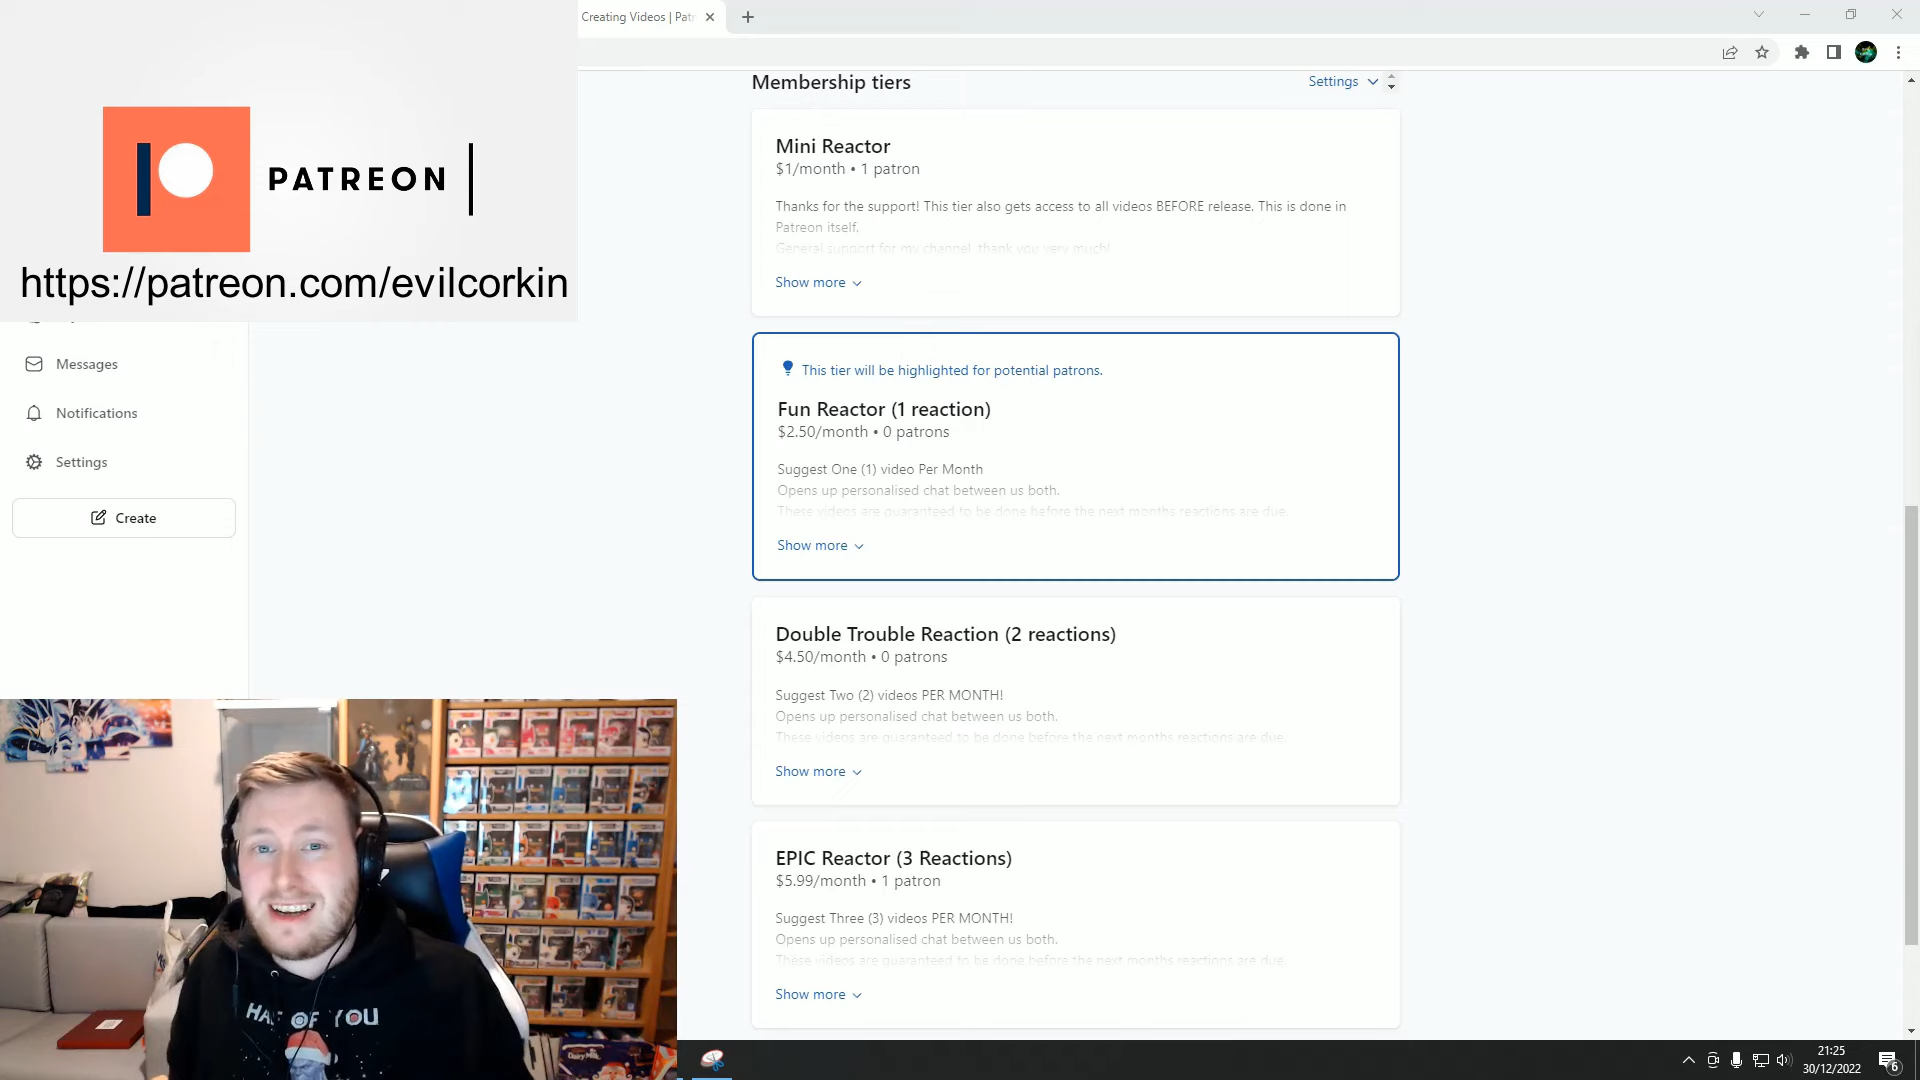 Creating Videos | Patr
PATREON
https://patreon.com/evilcorkin
Messages
Notifications
Settings
Create
Membership tiers
Settings
Mini Reactor
$1/month • 1 patron
Thanks for the support! This tier also gets access to all videos BEFORE release. This is done in
Patreon itself.
General support for my channel, thank you very much!
Show more
This tier will be highlighted for potential patrons.
Fun Reactor (1 reaction)
$2.50/month • 0 patrons
Suggest One (1) video Per Month
Opens up personalised chat between us both.
These videos are guaranteed to be done before the next months reactions are due.
Show more
Double Trouble Reaction (2 reactions)
$4.50/month • 0 patrons
Suggest Two (2) videos PER MONTH!
Opens up personalised chat between us both.
These videos are guaranteed to be done before the next months reactions are due.
Show more
EPIC Reactor (3 Reactions)
$5.99/month • 1 patron
Suggest Three (3) videos PER MONTH!
Opens up personalised chat between us both.
These videos are guaranteed to be done before the next months reactions are due.
Show more
HALF OF YOU
Dairy Milk
21:25
30/12/2022
6